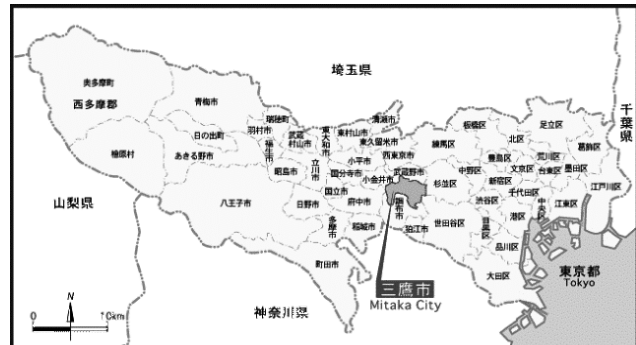 埼玉県
千葉県
山梨県
神奈川県
東京都
Tokyo
奥多摩町
西多摩郡
青梅市
瑞穂町
羽村市
日の出町
福生市
武蔵
村山市
東大和市
東村山市
清瀬市
東久留米市
西東京市
檜原村
あきる野市
昭島市
立川市
小平市
国分寺市
小金井市
武蔵野市
国立市
八王子市
日野市
府中市
調布市
多摩市
稲城市
狛江市
町田市
三鷹市
Mitaka City
練馬区
板橋区
北区
足立区
葛飾区
豊島区
荒川区
文京区
台東区
墨田区
中野区
杉並区
新宿区
千代田区
江戸川区
渋谷区
中央区
江東区
世田谷区
目黒区
港区
品川区
大田区
N
0
10km